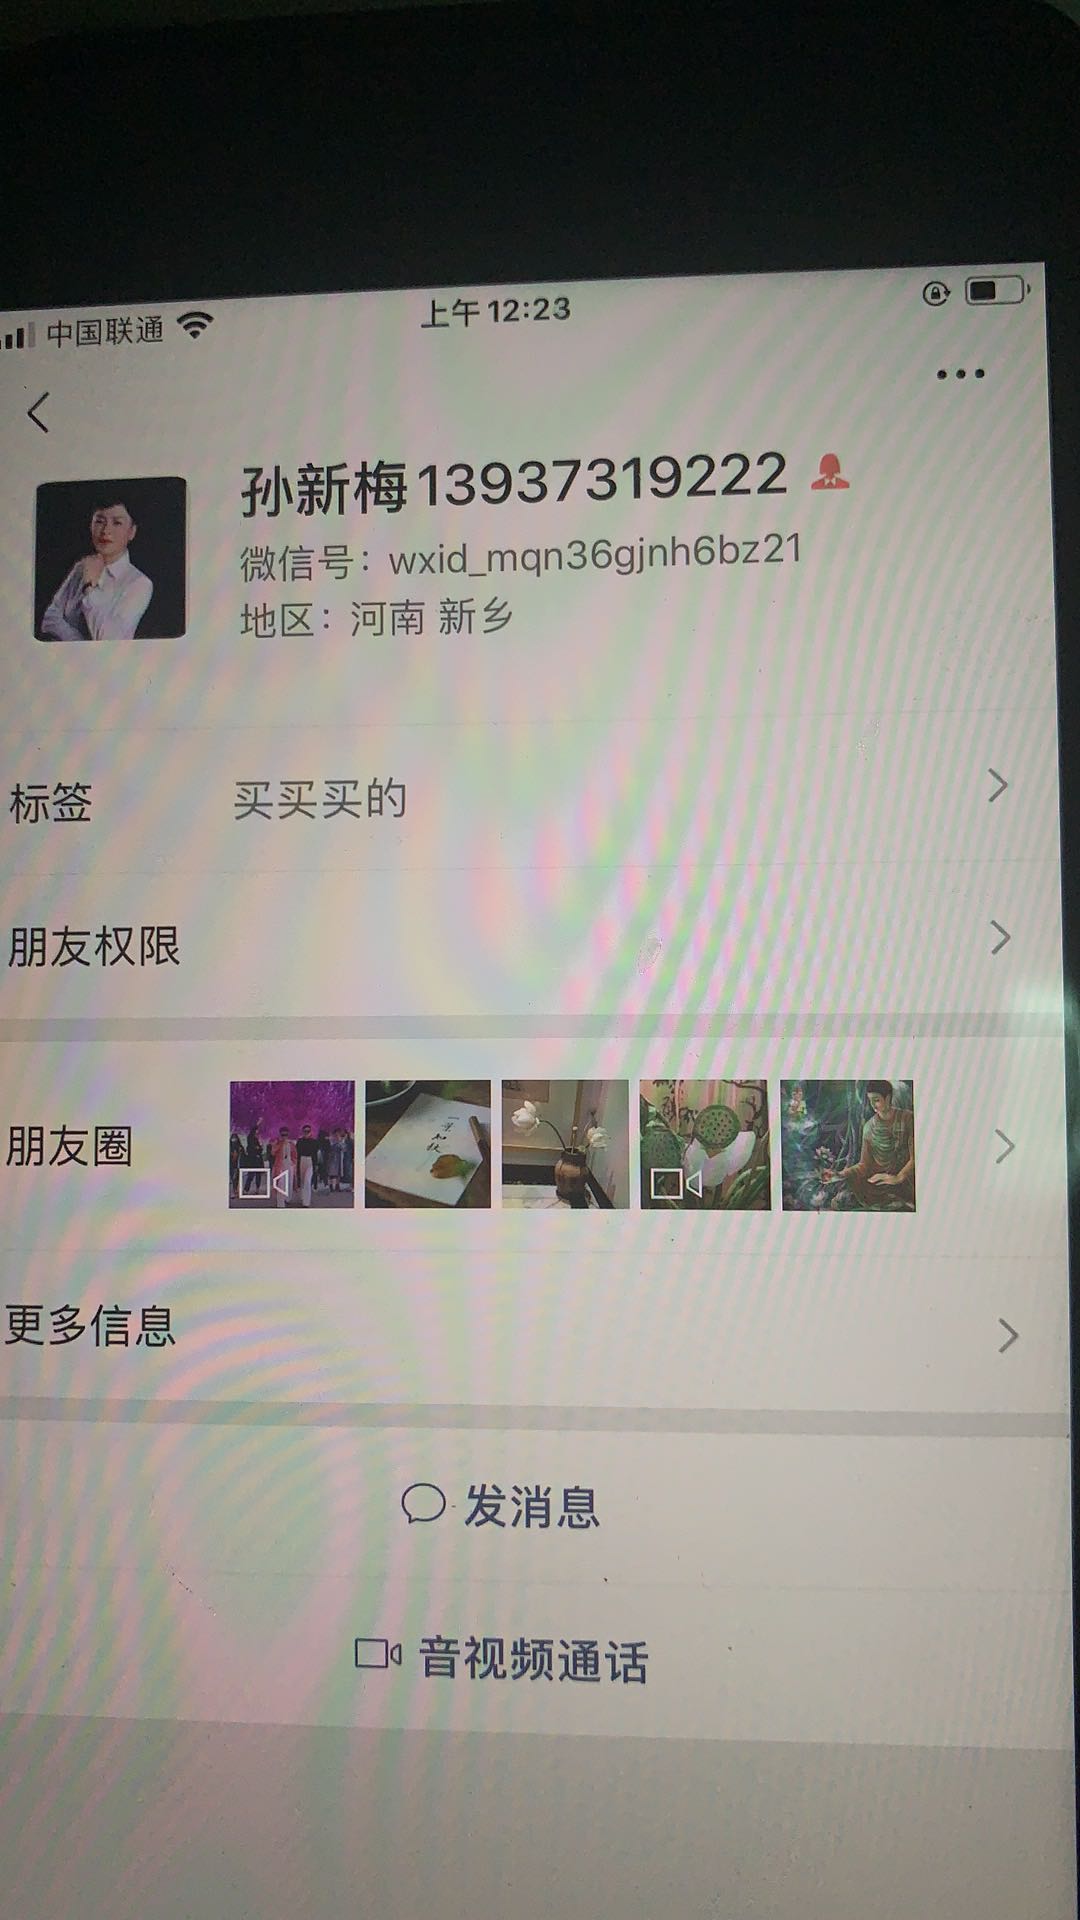 中国联通
上午12:23
孙新梅13937319222
微信号：wxid_mqn36gjnh6bz21
地区：河南 新乡
标签 买买买的
朋友权限
朋友圈
更多信息
发消息
音视频通话